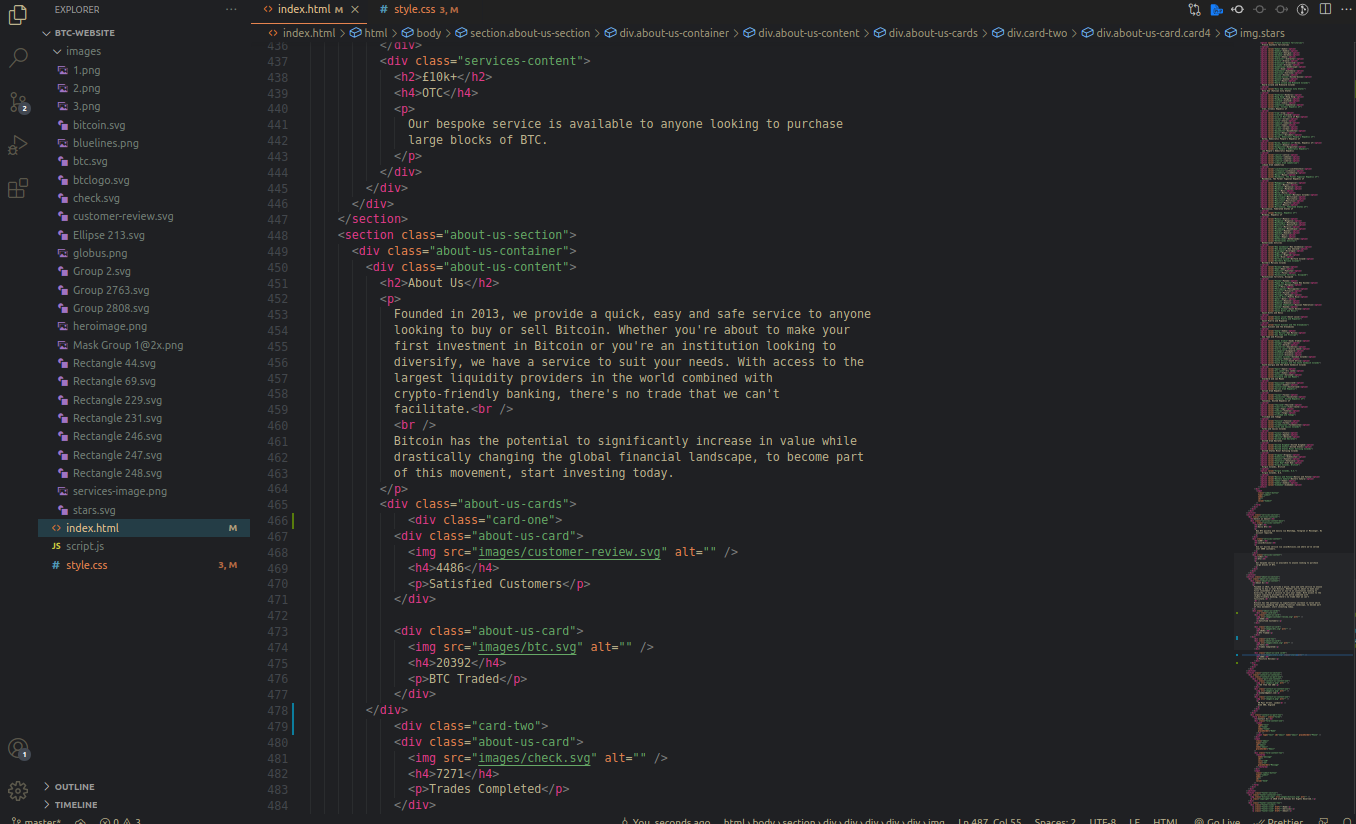 EXPLORER ···
index.html M ×
# style.css 3, M
BTC-WEBSITE
images
1.png
2.png
3.png
bitcoin.svg
bluelines.png
btc.svg
btclogo.svg
check.svg
customer-review.svg
Ellipse 213.svg
globus.png
Group 2.svg
Group 2763.svg
Group 2808.svg
heroimage.png
Mask Group 1@2x.png
Rectangle 44.svg
Rectangle 69.svg
Rectangle 229.svg
Rectangle 231.svg
Rectangle 246.svg
Rectangle 247.svg
Rectangle 248.svg
services-image.png
stars.svg
<> index.html M
JS script.js
# style.css 3, M
OUTLINE
TIMELINE
2
1
<> index.html > html > body > section.about-us-section > div.about-us-container > div.about-us-content > div.about-us-cards > div.card-two > div.about-us-card.card4 > img.stars
436 </div>
437 <div class="services-content">
438 <h2>£10k+</h2>
439 <h4>OTC</h4>
440 <p>
441 Our bespoke service is available to anyone looking to purchase
442 large blocks of BTC.
443 </p>
444 </div>
445 </div>
446 </div>
447 </section>
448 <section class="about-us-section">
449 <div class="about-us-container">
450 <div class="about-us-content">
451 <h2>About Us</h2>
452 <p>
453 Founded in 2013, we provide a quick, easy and safe service to anyone
454 looking to buy or sell Bitcoin. Whether you're about to make your
455 first investment in Bitcoin or you're an institution looking to
456 diversify, we have a service to suit your needs. With access to the
457 largest liquidity providers in the world combined with
458 crypto-friendly banking, there's no trade that we can't
459 facilitate.<br />
460 <br />
461 Bitcoin has the potential to significantly increase in value while
462 drastically changing the global financial landscape, to become part
463 of this movement, start investing today.
464 </p>
465 <div class="about-us-cards">
466 <div class="card-one">
467 <div class="about-us-card">
468 <img src="images/customer-review.svg" alt="" />
469 <h4>4486</h4>
470 <p>Satisfied Customers</p>
471 </div>
472
473 <div class="about-us-card">
474 <img src="images/btc.svg" alt="" />
475 <h4>20392</h4>
476 <p>BTC Traded</p>
477 </div>
478 </div>
479 <div class="card-two">
480 <div class="about-us-card">
481 <img src="images/check.svg" alt="" />
482 <h4>7271</h4>
483 <p>Trades Completed</p>
484 </div>
master* 0 3 You, seconds ago html › body › section › div › div › div › div › div › img Ln 487, Col 55 Spaces: 2 UTF-8 LF HTML Go Live Prettier